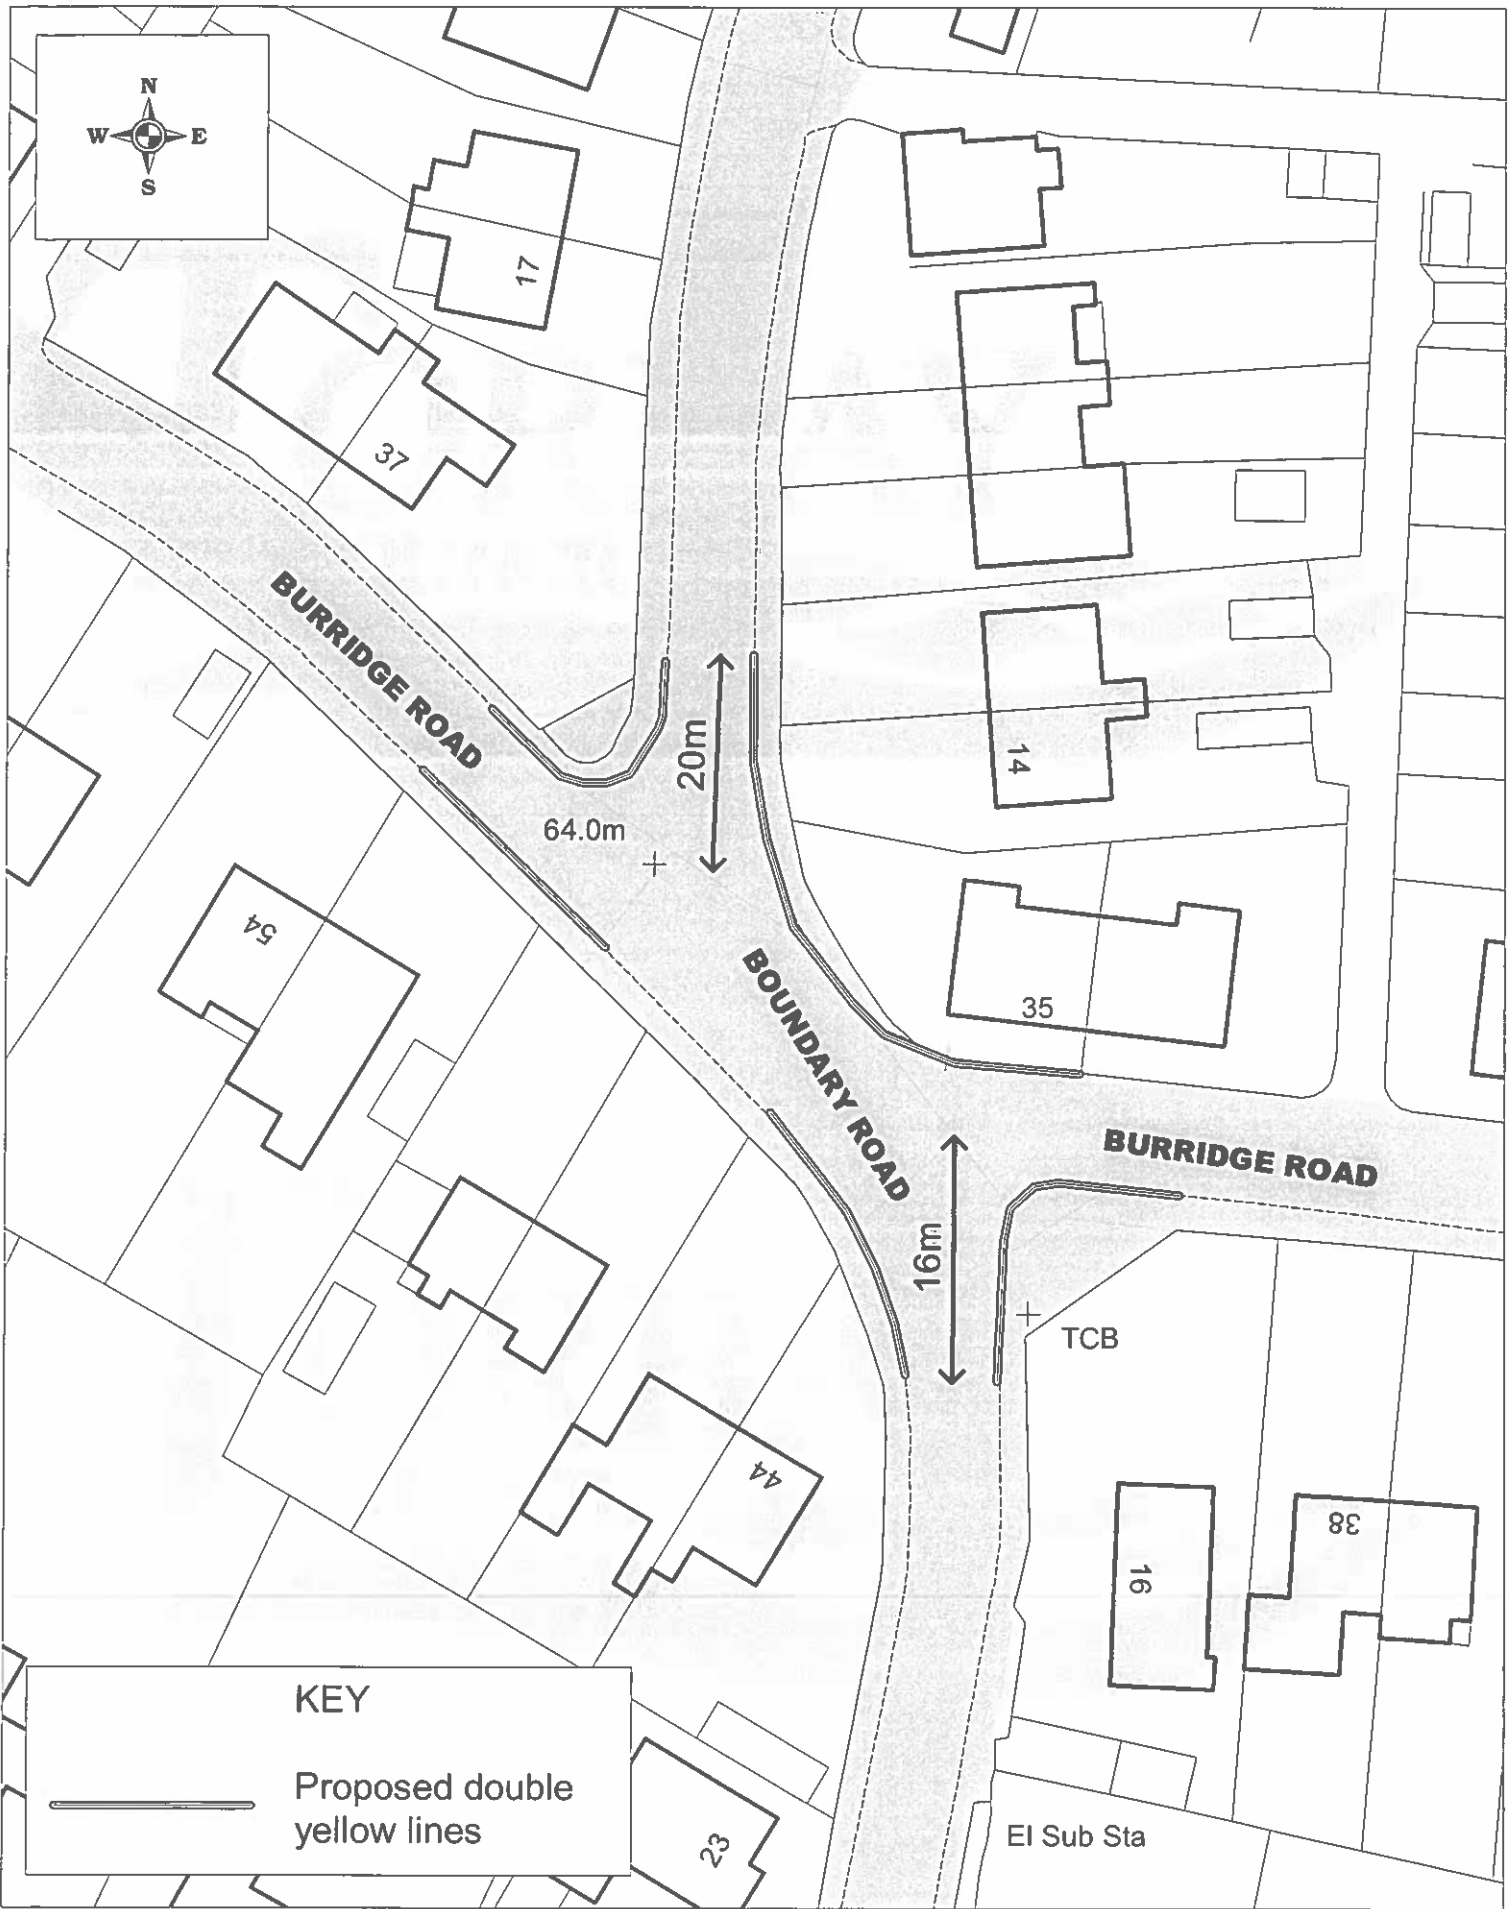 N
W E
S
17
37
BURRIDGE ROAD
20m
14
64.0m
54
BOUNDARY ROAD
35
BURRIDGE ROAD
16m
TCB
44
38
16
KEY
Proposed double
yellow lines
23
El Sub Sta